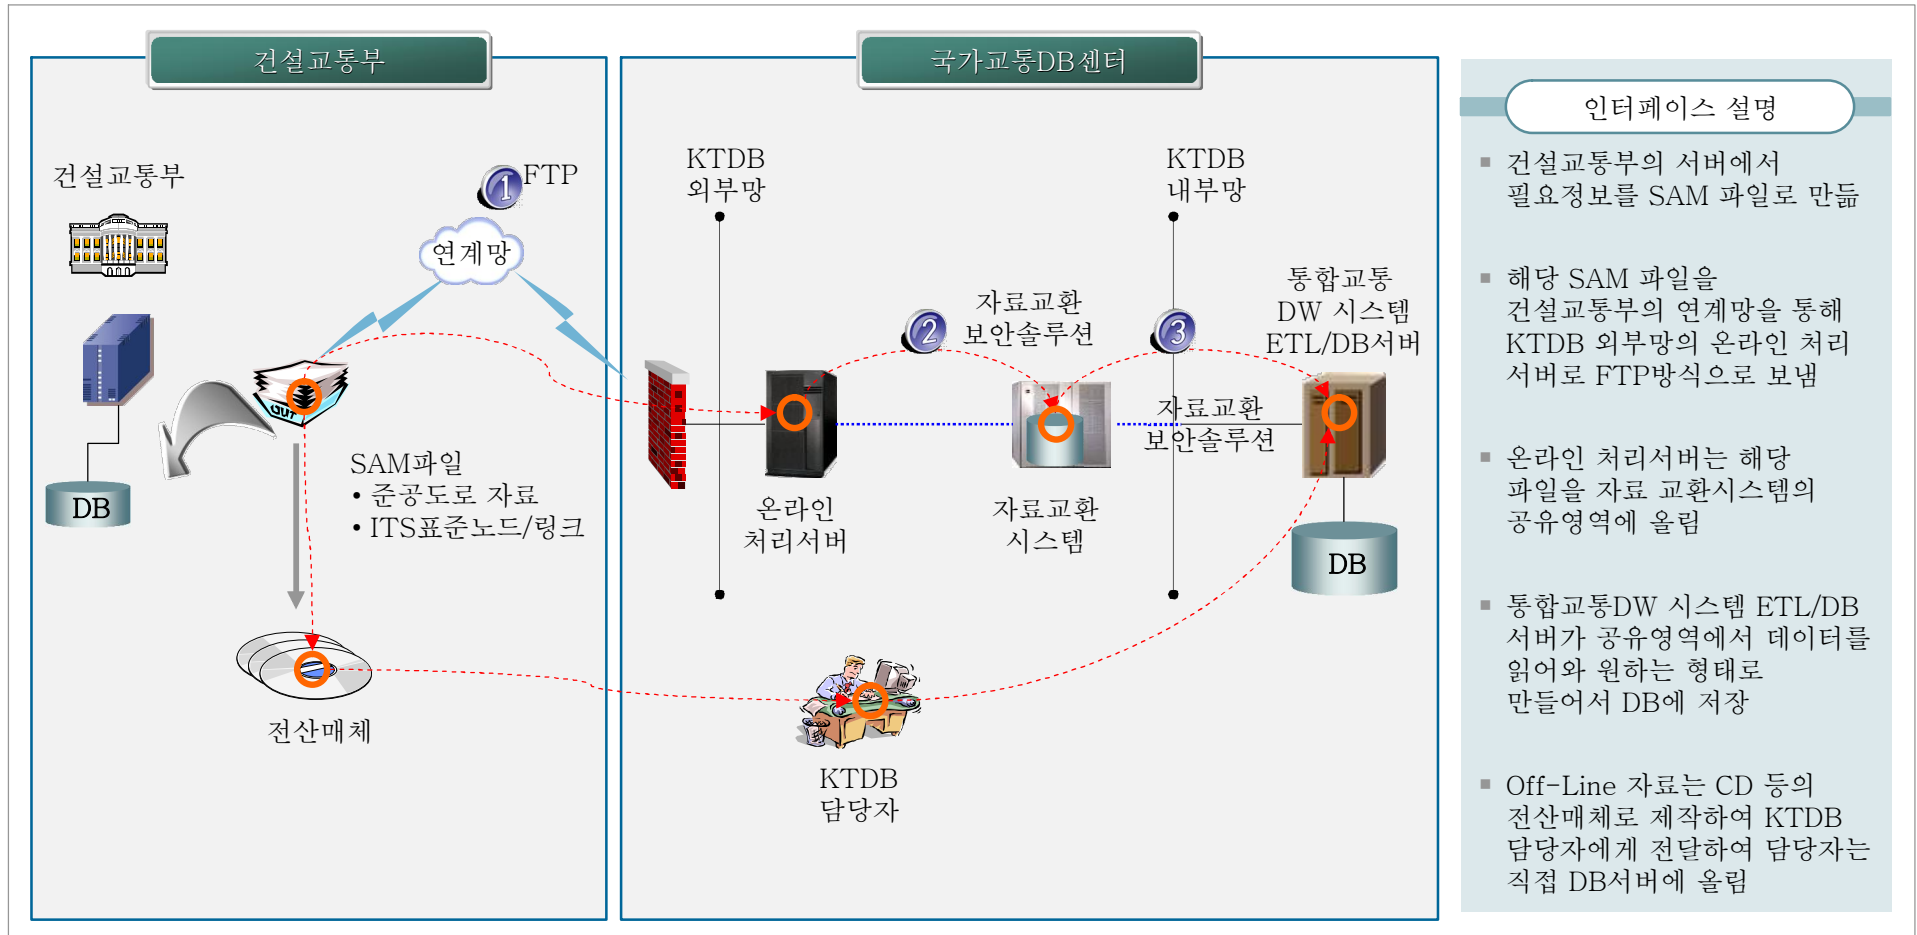 건설교통부
국가교통DB센터
건설교통부
1
FTP
연계망
DB
OUT
SAM파일
• 준공도로 자료
• ITS표준노드/링크
전산매체
KTDB
외부망
KTDB
내부망
2
자료교환
보안솔루션
3
통합교통
DW 시스템
ETL/DB서버
자료교환
보안솔루션
온라인
처리서버
자료교환
시스템
DB
KTDB
담당자
인터페이스 설명
■ 건설교통부의 서버에서
필요정보를 SAM 파일로 만듦
■ 해당 SAM 파일을
건설교통부의 연계망을 통해
KTDB 외부망의 온라인 처리
서버로 FTP방식으로 보냄
■ 온라인 처리서버는 해당
파일을 자료 교환시스템의
공유영역에 올림
■ 통합교통DW 시스템 ETL/DB
서버가 공유영역에서 데이터를
읽어와 원하는 형태로
만들어서 DB에 저장
■ Off-Line 자료는 CD 등의
전산매체로 제작하여 KTDB
담당자에게 전달하여 담당자는
직접 DB서버에 올림